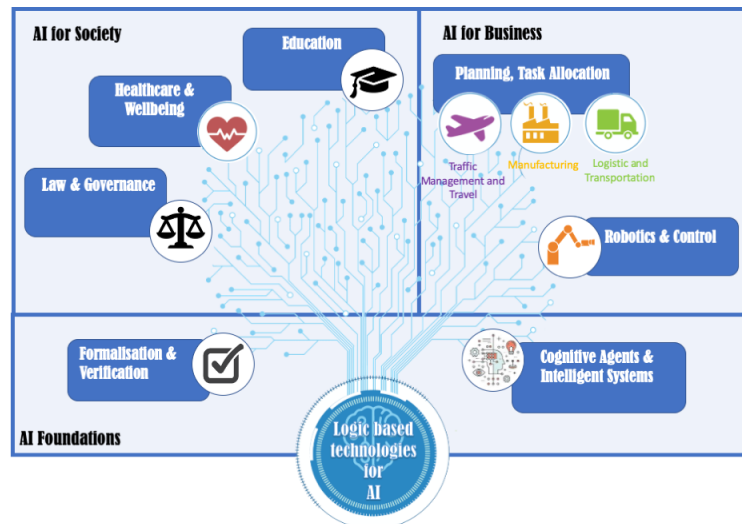 AI for Society
Education
Healthcare &
Wellbeing
Law & Governance
AI for Business
Planning, Task Allocation
Traffic
Management and
Travel
Manufacturing
Logistic and
Transportation
Robotics & Control
Formalisation &
Verification
Cognitive Agents &
Intelligent Systems
AI Foundations
Logic based
technologies
for
AI